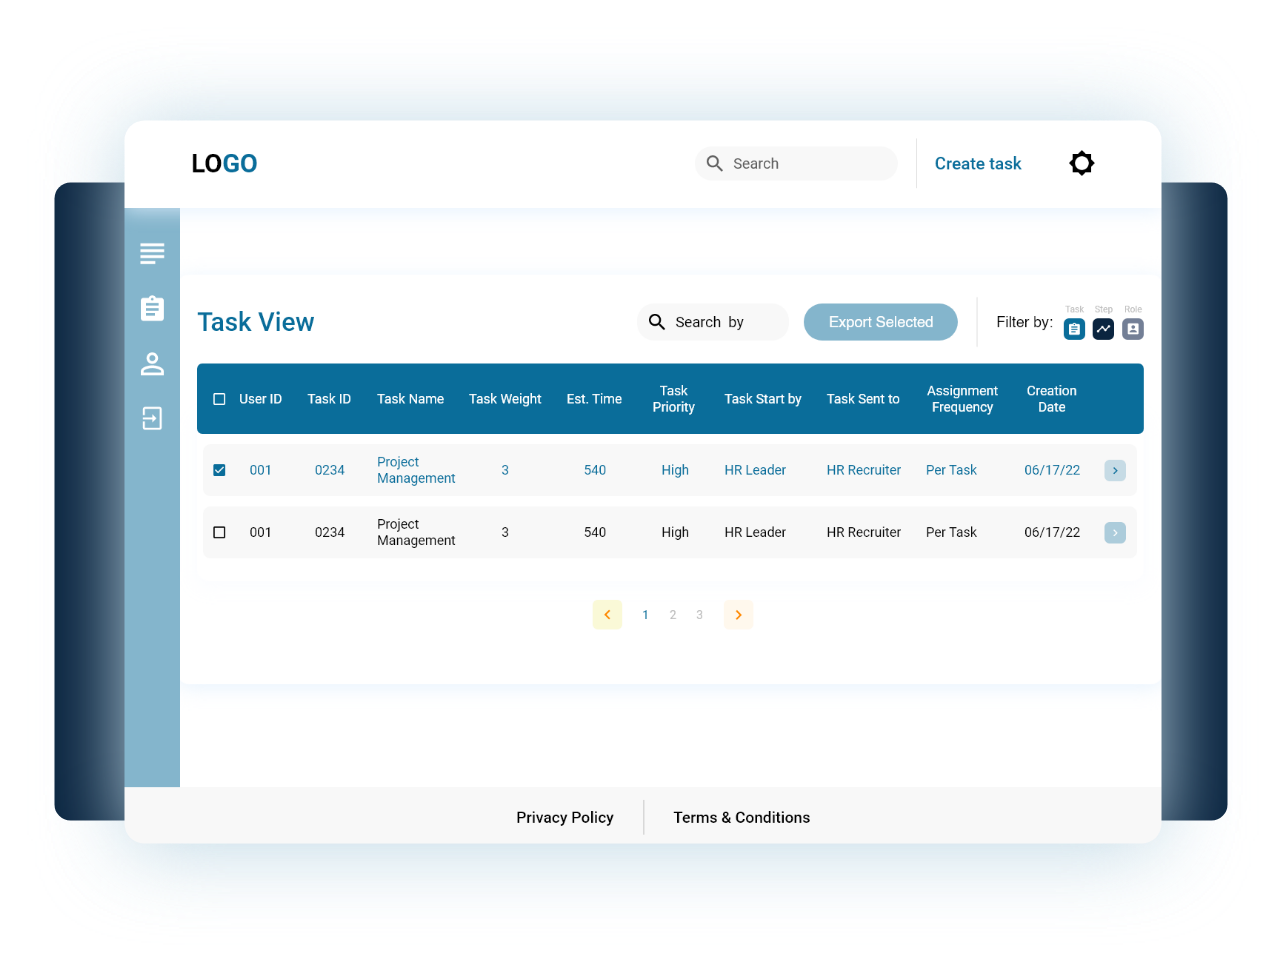 LOGO
Search
Create task
Task View
Search by
Export Selected
Filter by:
Task Step Role
User ID Task ID Task Name Task Weight Est. Time Task Priority Task Start by Task Sent to Assignment Frequency Creation Date
001 0234 Project Management 3 540 High HR Leader HR Recruiter Per Task 06/17/22
001 0234 Project Management 3 540 High HR Leader HR Recruiter Per Task 06/17/22
1 2 3
Privacy Policy
Terms & Conditions